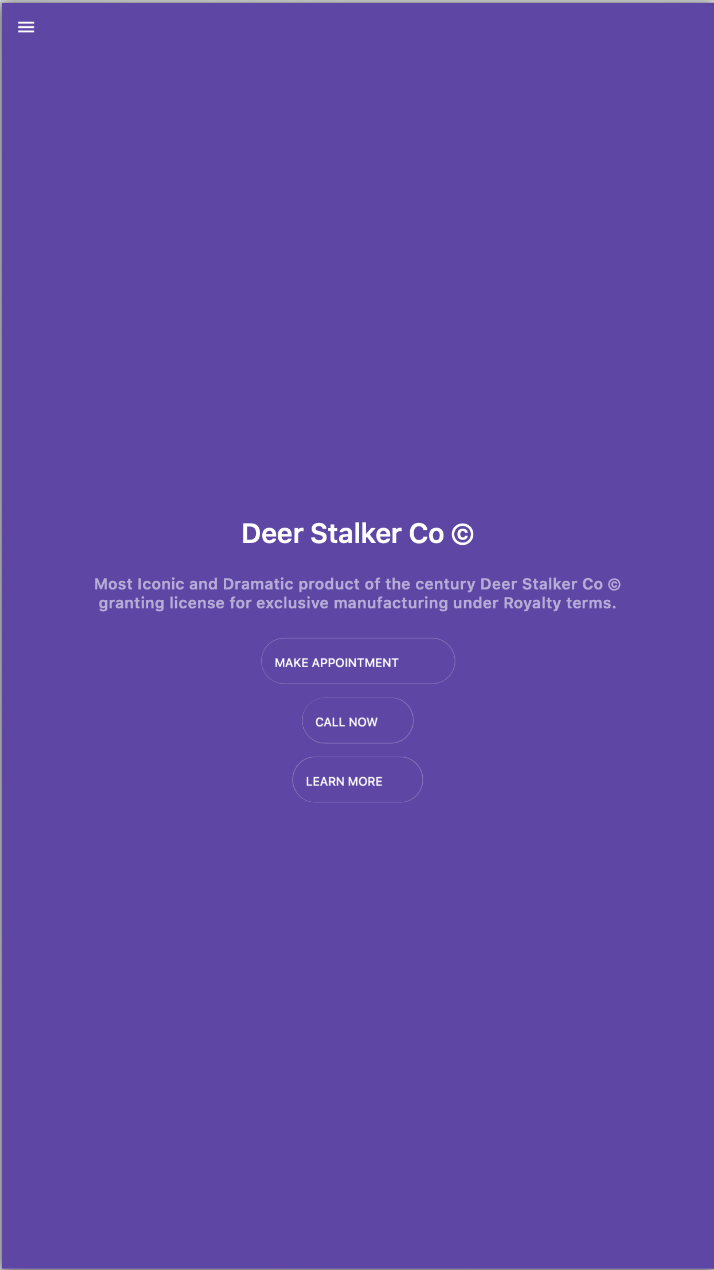 Deer Stalker Co ©
Most Iconic and Dramatic product of the century Deer Stalker Co ©
granting license for exclusive manufacturing under Royalty terms.
MAKE APPOINTMENT
CALL NOW
LEARN MORE